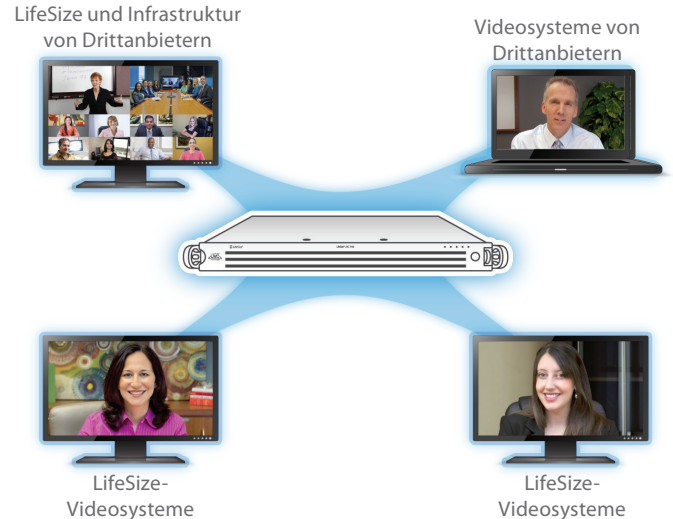 LifeSize und Infrastruktur
von Drittanbietern
Videosysteme von
Drittanbietern
LifeSize-
Videosysteme
LifeSize-
Videosysteme